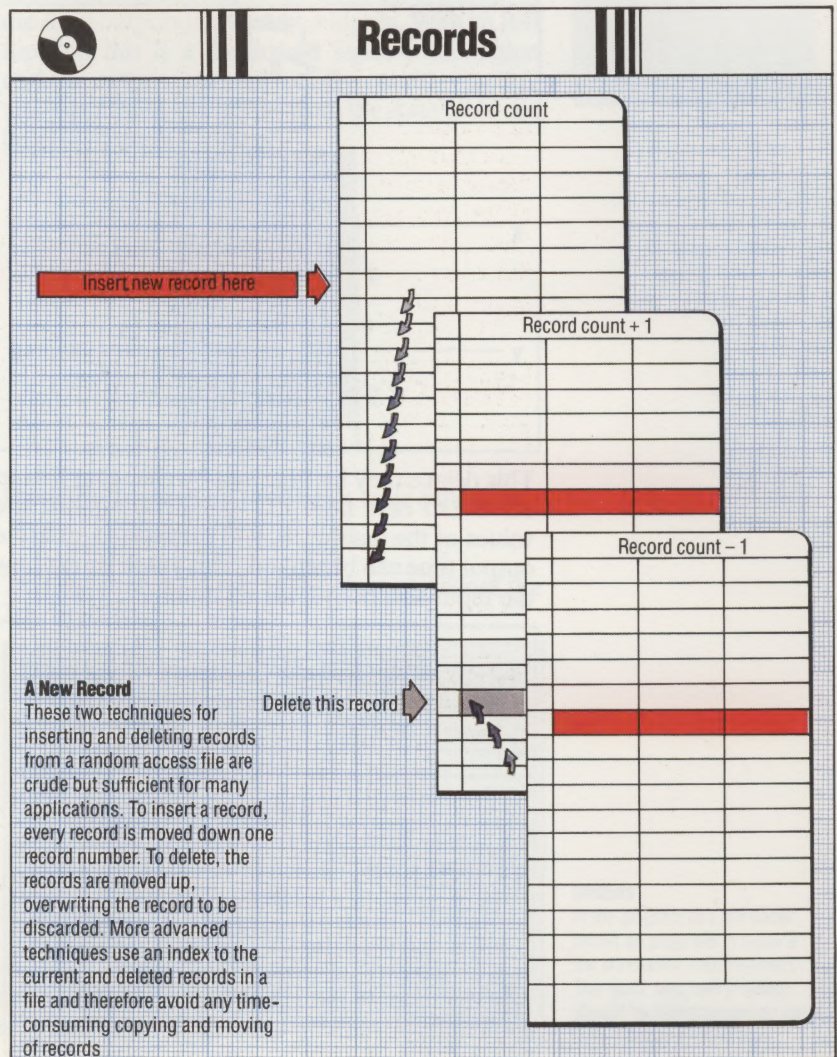 Records
Record count
Insert new record here
Record count + 1
Record count – 1
Delete this record
A New Record
These two techniques for
inserting and deleting records
from a random access file are
crude but sufficient for many
applications. To insert a record,
every record is moved down one
record number. To delete, the
records are moved up,
overwriting the record to be
discarded. More advanced
techniques use an index to the
current and deleted records in a
file and therefore avoid any time-
consuming copying and moving
of records